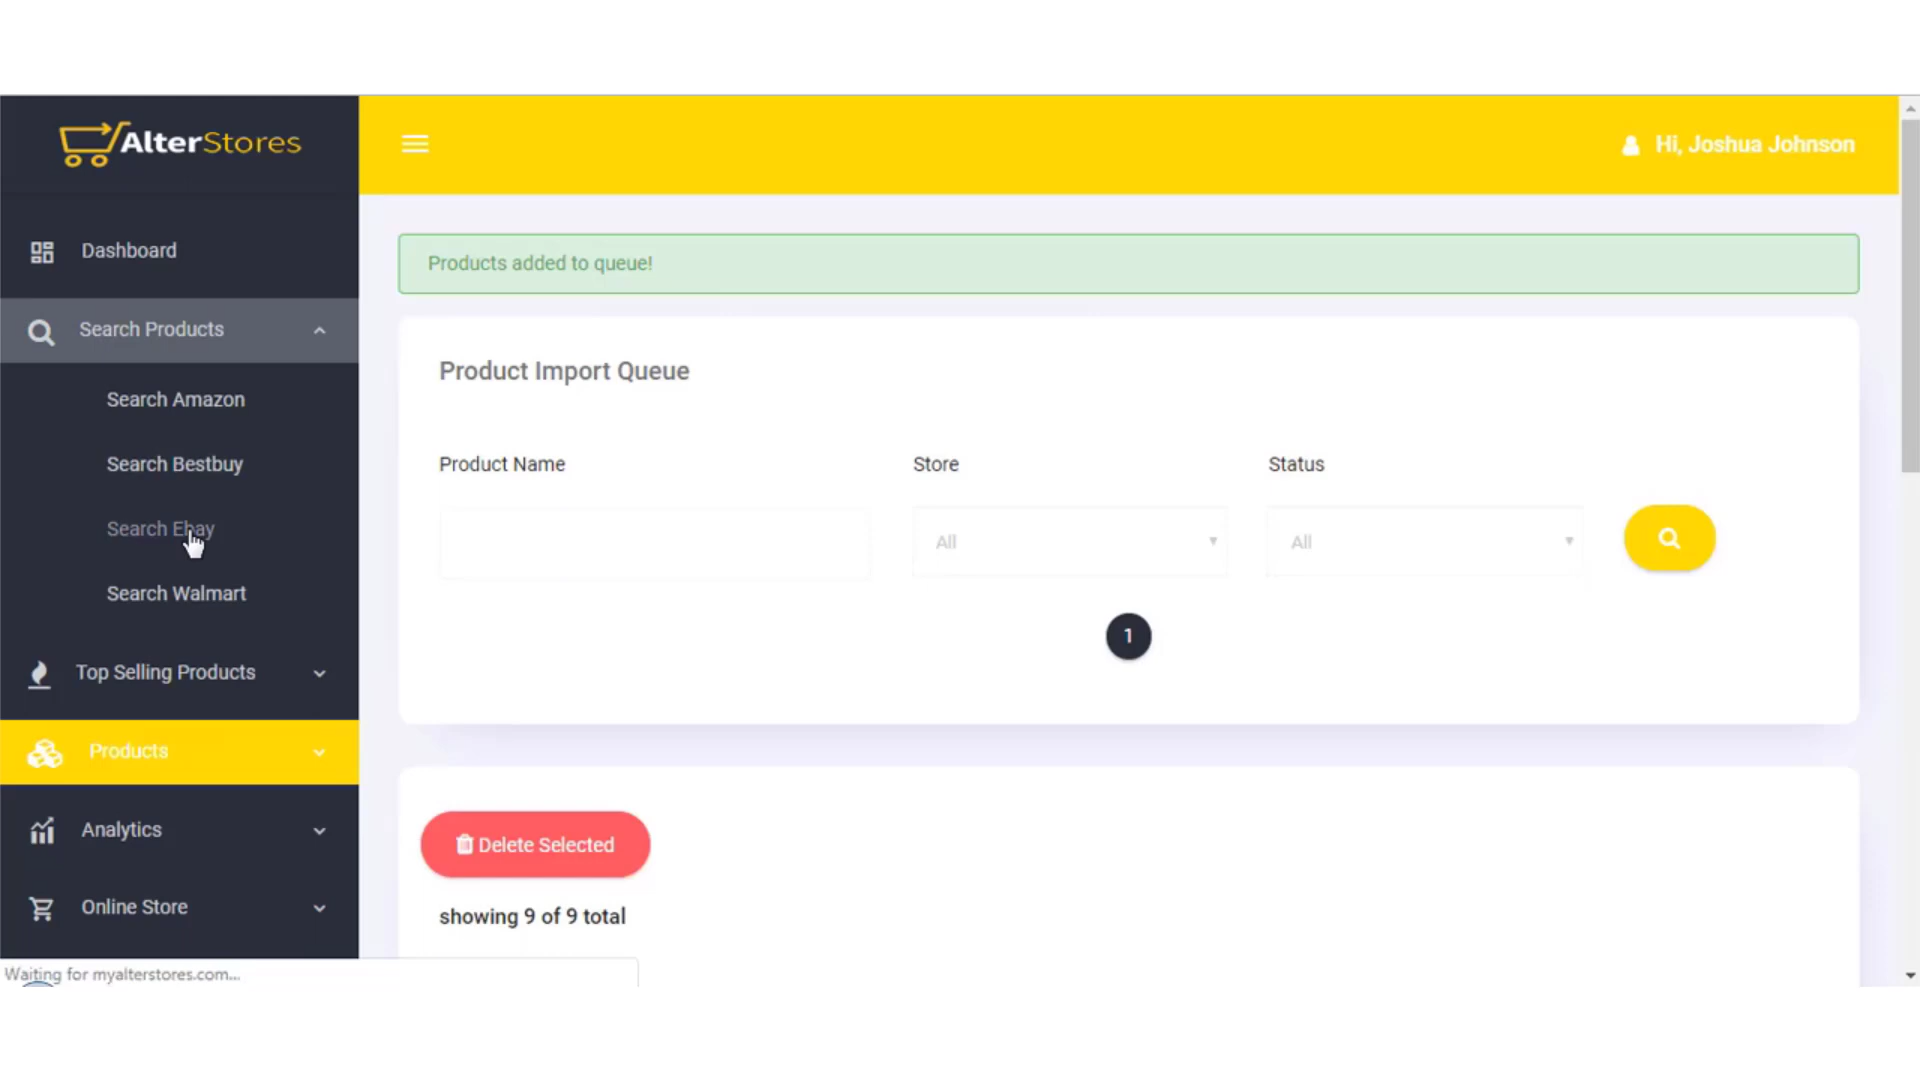 AlterStores
Hi, Joshua Johnson
Dashboard
Products added to queue!
Search Products
Product Import Queue
Search Amazon
Search Bestbuy
Product Name
Store
Status
Search Ebay
All
All
Search Walmart
1
Top Selling Products
Products
Analytics
Delete Selected
Online Store
showing 9 of 9 total
Waiting for myalterstores.com...